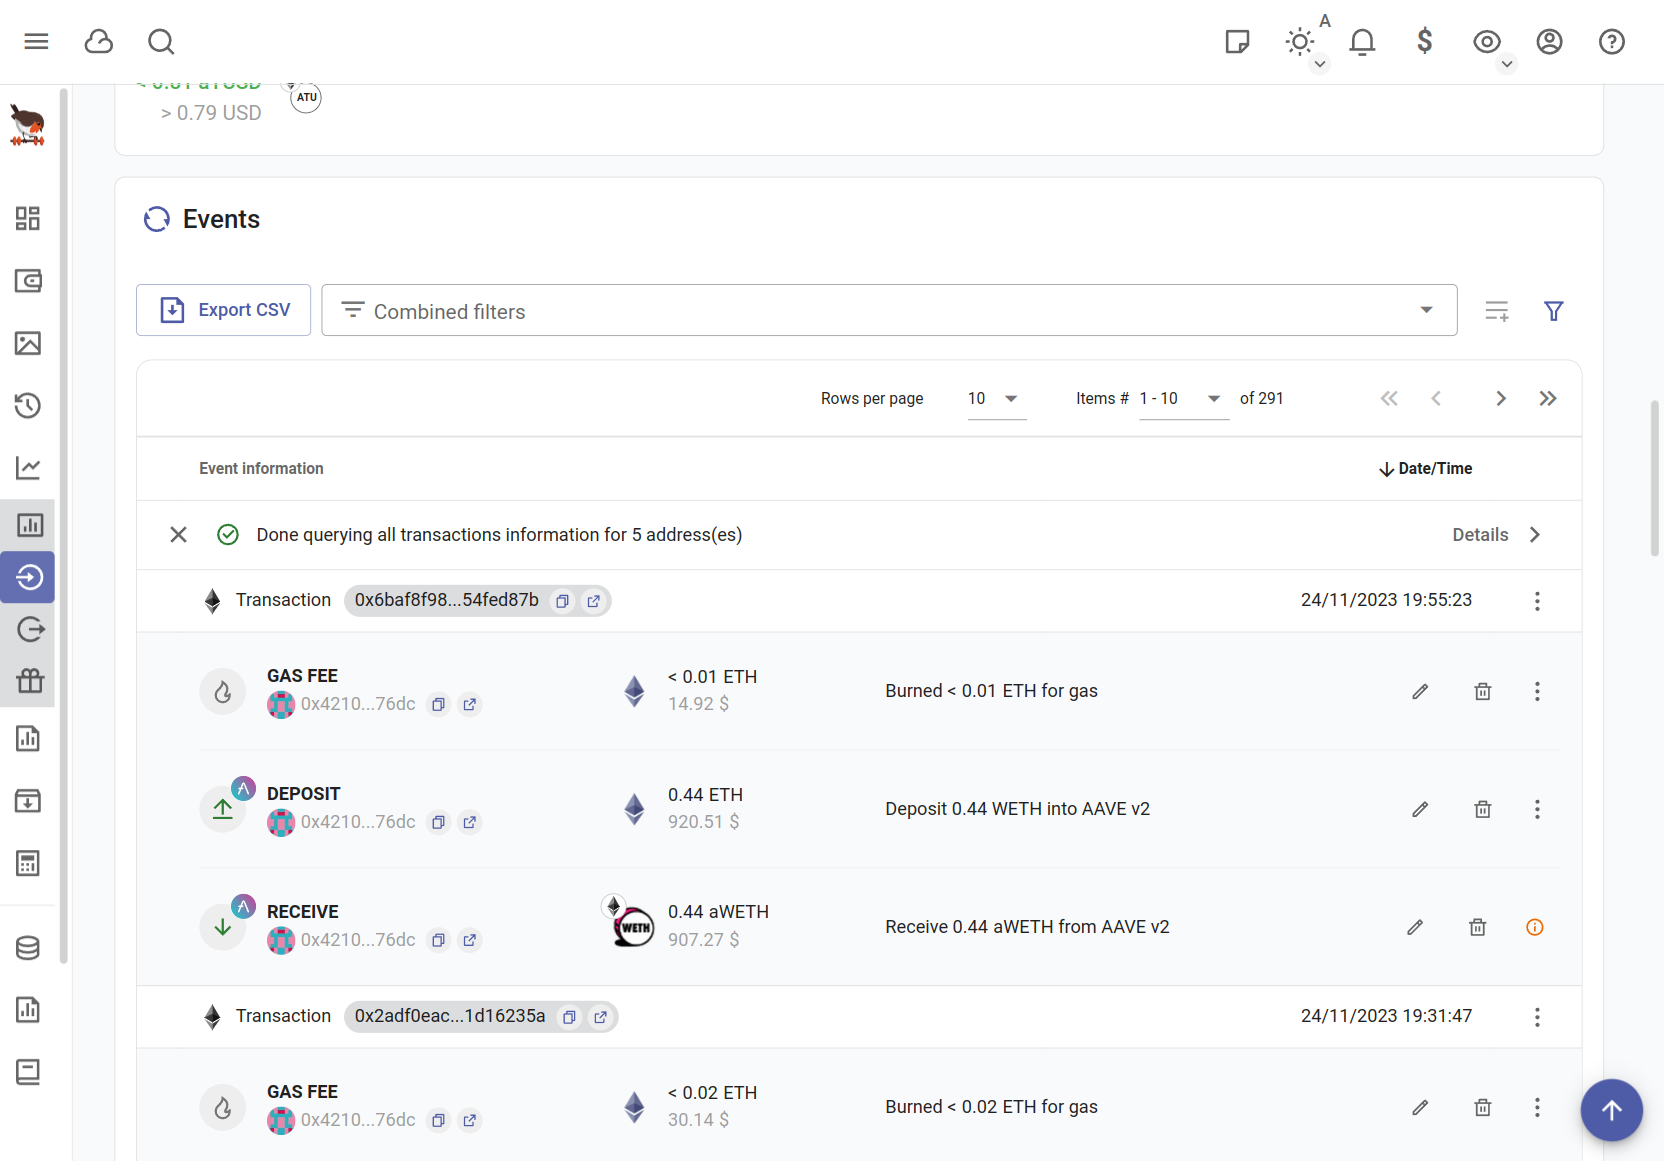 A
$
< 0.01 aTUSD
> 0.79 USD
ATU
Events
Export CSV
Combined filters
Rows per page
10
Items #
1 - 10
of 291
Event information
Date/Time
Done querying all transactions information for 5 address(es)
Details
Transaction
0x6baf8f98...54fed87b
24/11/2023 19:55:23
GAS FEE
0x4210...76dc
< 0.01 ETH
14.92 $
Burned < 0.01 ETH for gas
DEPOSIT
0x4210...76dc
0.44 ETH
920.51 $
Deposit 0.44 WETH into AAVE v2
RECEIVE
0x4210...76dc
WETH
0.44 aWETH
907.27 $
Receive 0.44 aWETH from AAVE v2
Transaction
0x2adf0eac...1d16235a
24/11/2023 19:31:47
GAS FEE
0x4210...76dc
< 0.02 ETH
30.14 $
Burned < 0.02 ETH for gas